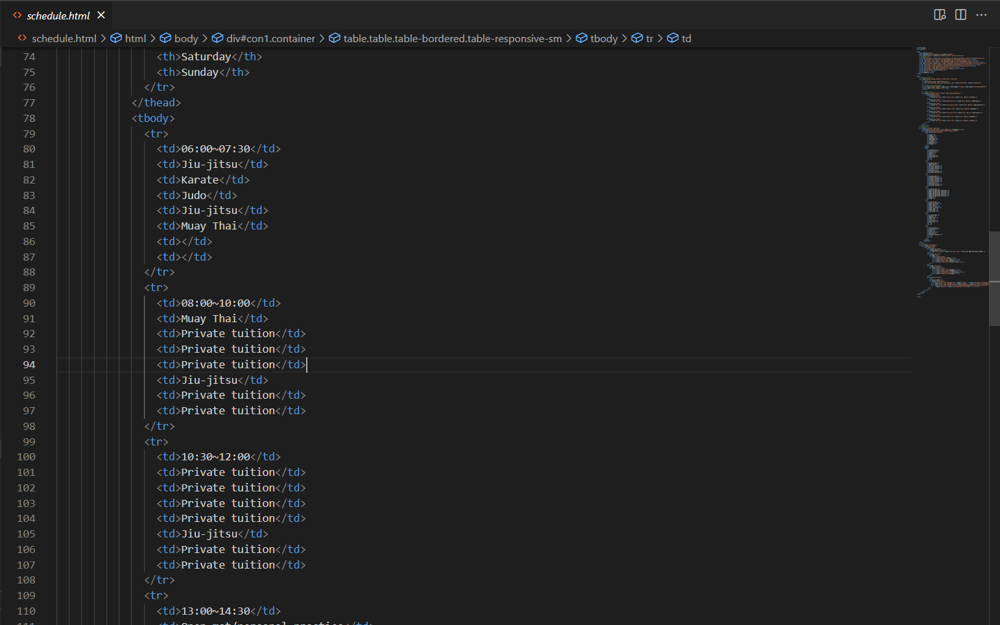 schedule.html
schedule.html > html > body > div#con1.container > table.table.table-bordered.table-responsive-sm > tbody > tr > td
74 <th>Saturday</th>
75 <th>Sunday</th>
76 </tr>
77 </thead>
78 <tbody>
79 <tr>
80 <td>06:00~07:30</td>
81 <td>Jiu-jitsu</td>
82 <td>Karate</td>
83 <td>Judo</td>
84 <td>Jiu-jitsu</td>
85 <td>Muay Thai</td>
86 <td></td>
87 <td></td>
88 </tr>
89 <tr>
90 <td>08:00~10:00</td>
91 <td>Muay Thai</td>
92 <td>Private tuition</td>
93 <td>Private tuition</td>
94 <td>Private tuition</td>
95 <td>Jiu-jitsu</td>
96 <td>Private tuition</td>
97 <td>Private tuition</td>
98 </tr>
99 <tr>
100 <td>10:30~12:00</td>
101 <td>Private tuition</td>
102 <td>Private tuition</td>
103 <td>Private tuition</td>
104 <td>Private tuition</td>
105 <td>Jiu-jitsu</td>
106 <td>Private tuition</td>
107 <td>Private tuition</td>
108 </tr>
109 <tr>
110 <td>13:00~14:30</td>
111 <td>Open mat/personal practice</td>